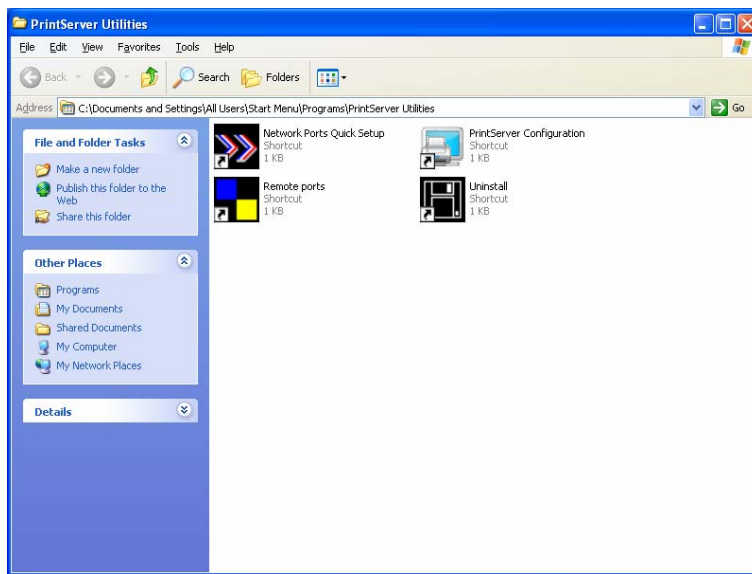 PrintServer Utilities
File Edit View Favorites Tools Help
Back Search Folders
Address C:\Documents and Settings\All Users\Start Menu\Programs\PrintServer Utilities Go
File and Folder Tasks
Make a new folder
Publish this folder to the
Web
Share this folder
Other Places
Programs
My Documents
Shared Documents
My Computer
My Network Places
Details
Network Ports Quick Setup
Shortcut
1 KB
PrintServer Configuration
Shortcut
1 KB
Remote ports
Shortcut
1 KB
Uninstall
Shortcut
1 KB